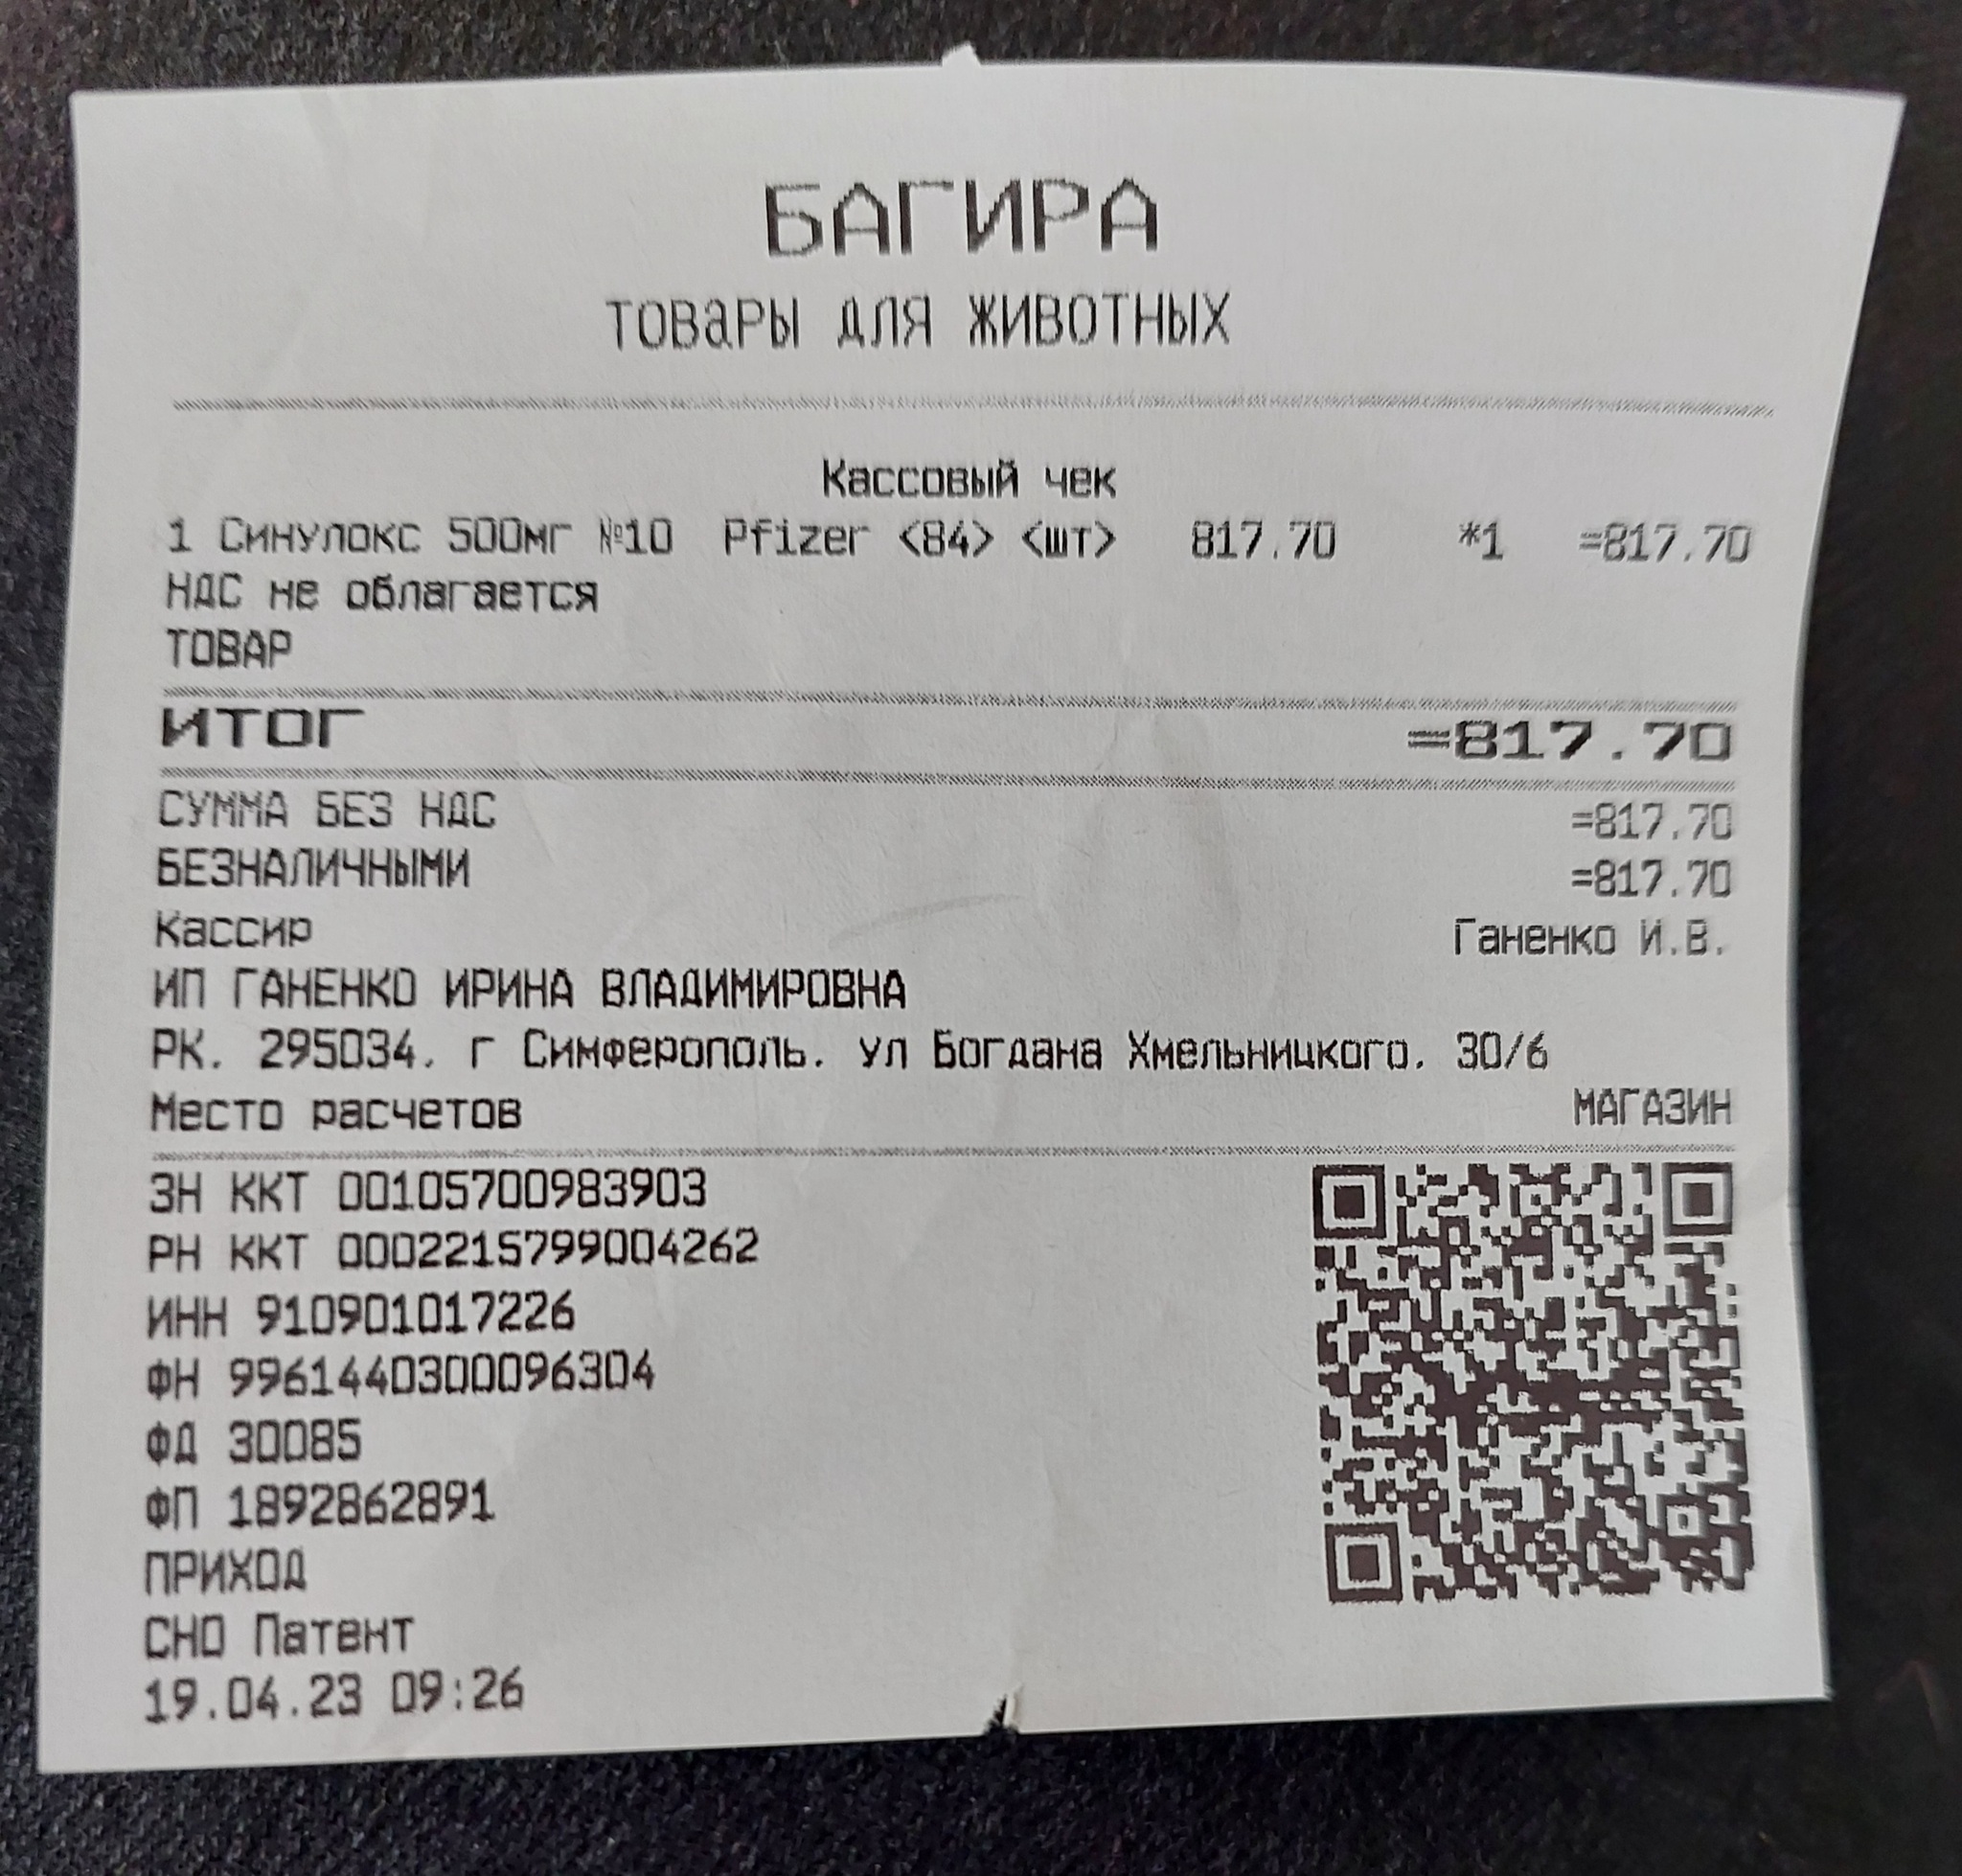 БАГИРА
ТОВАРЫ ДЛЯ ЖИВОТНЫХ
Кассовый чек
1 Синулокс 500мг №10 Pfizer <84> <шт> 817.70 *1 =817.70
НДС не облагается
ТОВАР
ИТОГ =817.70
СУММА БЕЗ НДС =817.70
БЕЗНАЛИЧНЫМИ =817.70
Кассир Ганенко И.В.
ИП ГАНЕНКО ИРИНА ВЛАДИМИРОВНА
РК. 295034. г Симферополь. ул Богдана Хмельницкого. 30/6
Место расчетов МАГАЗИН
ЗН ККТ 00105700983903
РН ККТ 0002215799004262
ИНН 910901017226
ФН 9961440300096304
ФД 30085
ФП 1892862891
ПРИХОД
СНО Патент
19.04.23 09:26